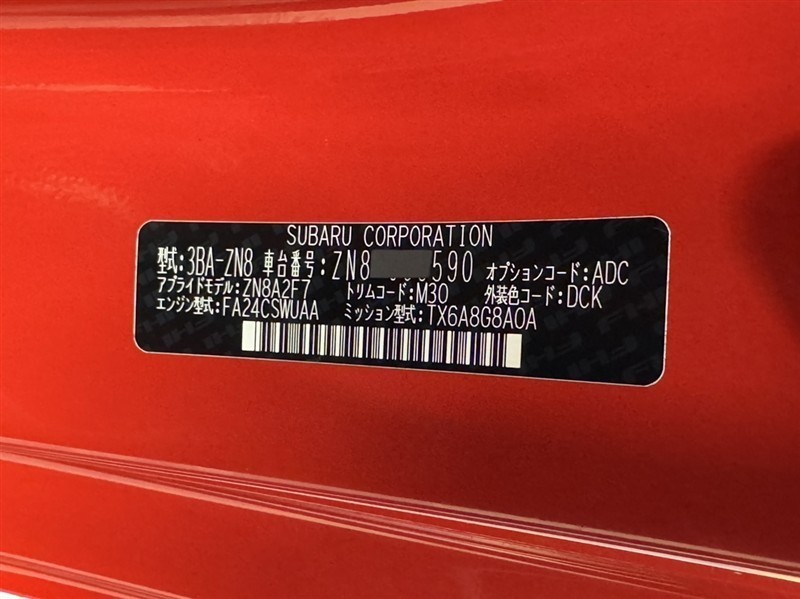 SUBARU CORPORATION
型式:3BA-ZN8 車台番号:ZN8 590 オプションコード:ADC
アプライドモデル:ZN8A2F7 トリムコード:M30 外装色コード:DCK
エンジン型式:FA24CSWUAA ミッション型式:TX6A8G8A0A